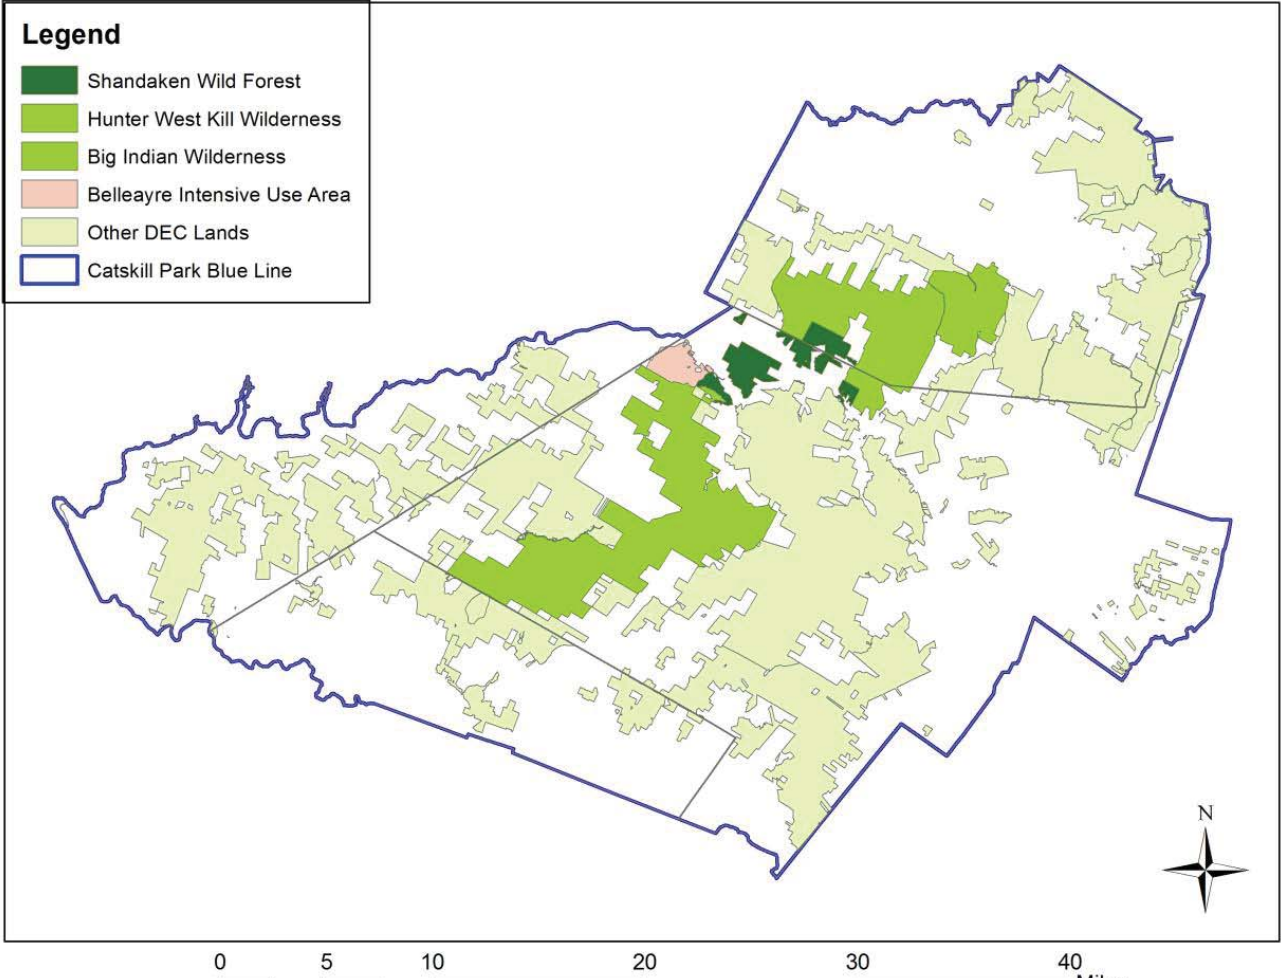 Legend
Shandaken Wild Forest
Hunter West Kill Wilderness
Big Indian Wilderness
Belleayre Intensive Use Area
Other DEC Lands
Catskill Park Blue Line
N
0 5 10 20 30 40